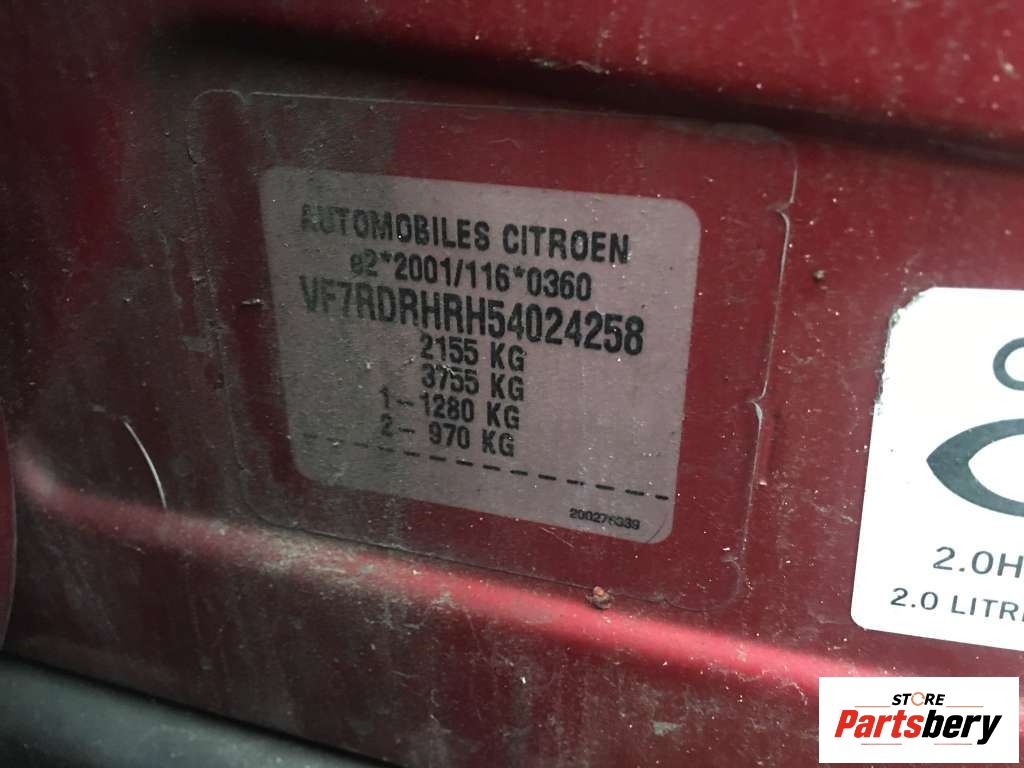 AUTOMOBILES CITROEN
e2*2001/116*0360
VF7RDRHRH54024258
2155 KG
3755 KG
1- 1280 KG
2- 970 KG
200276339
2.0H
2.0 LITR
STORE
Partsbery